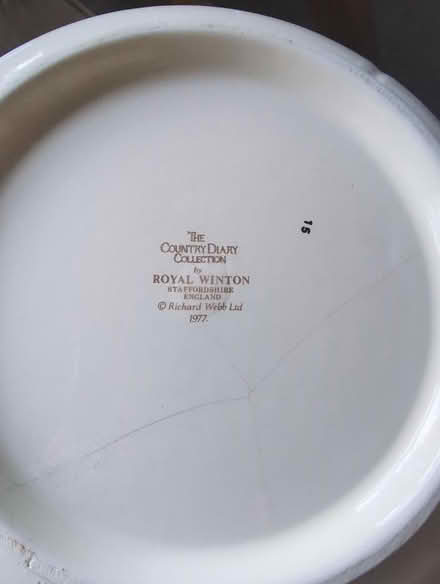 THE
COUNTRY DIARY
COLLECTION
by
ROYAL WINTON
STAFFORDSHIRE
ENGLAND
© Richard Webb Ltd
1977.
15